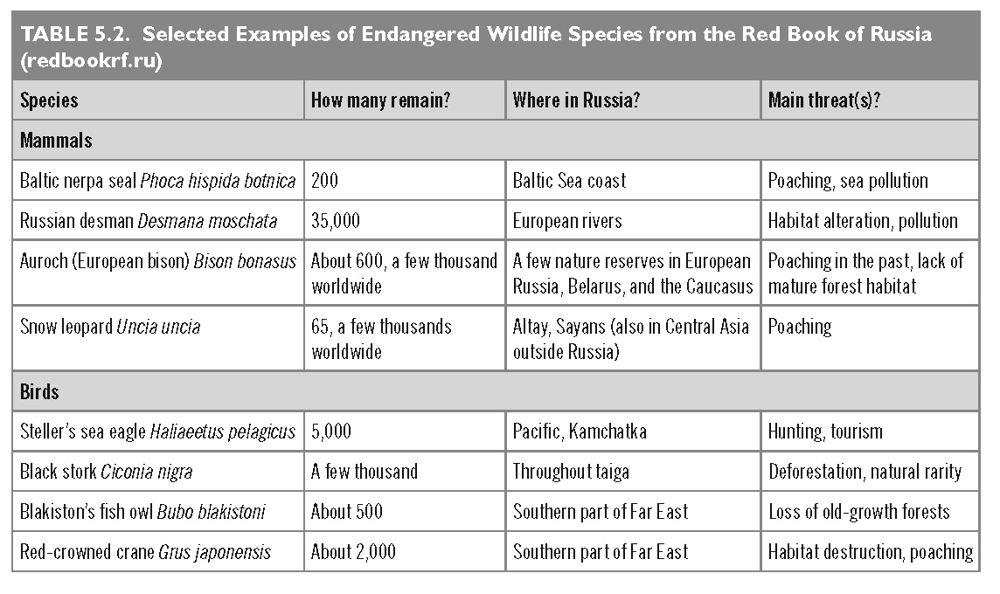 TABLE 5.2. Selected Examples of Endangered Wildlife Species from the Red Book of Russia
(redbookrf.ru)
Species How many remain? Where in Russia? Main threat(s)?
Mammals
Baltic nerpa seal Phoca hispida botnica 200 Baltic Sea coast Poaching, sea pollution
Russian desman Desmana moschata 35,000 European rivers Habitat alteration, pollution
Auroch (European bison) Bison bonasus About 600, a few thousand A few nature reserves in European Poaching in the past, lack of
worldwide Russia, Belarus, and the Caucasus mature forest habitat
Snow leopard Uncia uncia 65, a few thousands Altay, Sayans (also in Central Asia Poaching
worldwide outside Russia)
Birds
Steller's sea eagle Haliaeetus pelagicus 5,000 Pacific, Kamchatka Hunting, tourism
Black stork Ciconia nigra A few thousand Throughout taiga Deforestation, natural rarity
Blakiston's fish owl Bubo blakistoni About 500 Southern part of Far East Loss of old-growth forests
Red-crowned crane Grus japonensis About 2,000 Southern part of Far East Habitat destruction, poaching